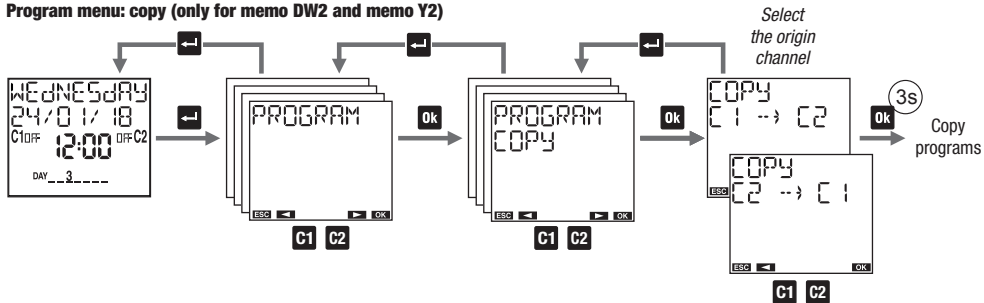 Program menu: copy (only for memo DW2 and memo Y2)
Select
the origin
channel
WEdNESdAY
24/01/ 18
C1OFF 12:00 OFFC2
DAY__3____
PROGRAM
ESC ◄ ► OK
C1 C2
Ok
PROGRAM
COPY
ESC ◄ ► OK
C1 C2
Ok
COPY
C1 --> C2
ESC
COPY
C2 --> C1
ESC ◄ OK
C1 C2
Ok
3s
Copy
programs